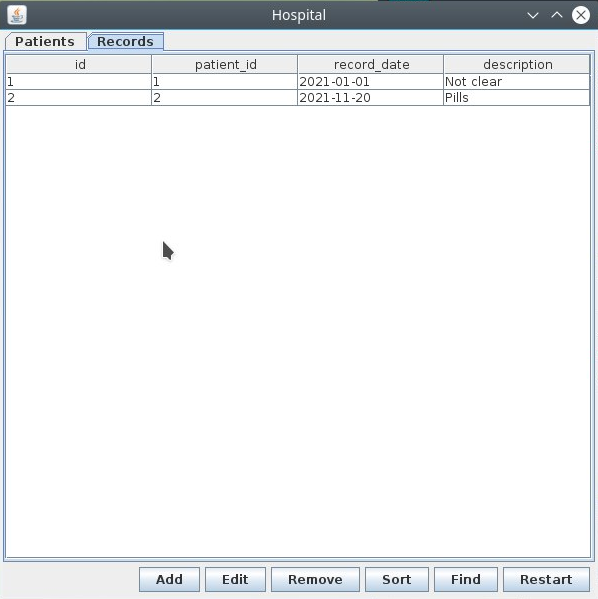 Hospital
Patients Records
id patient_id record_date description
1 1 2021-01-01 Not clear
2 2 2021-11-20 Pills
Add Edit Remove Sort Find Restart